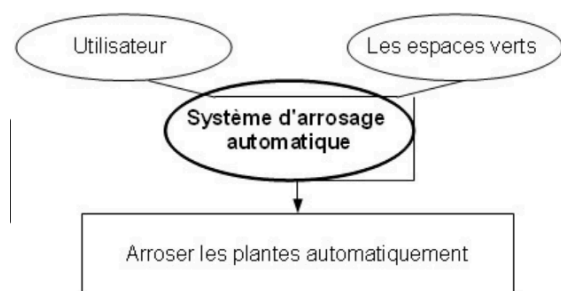 Utilisateur
Les espaces verts
Système d'arrosage
automatique
Arroser les plantes automatiquement